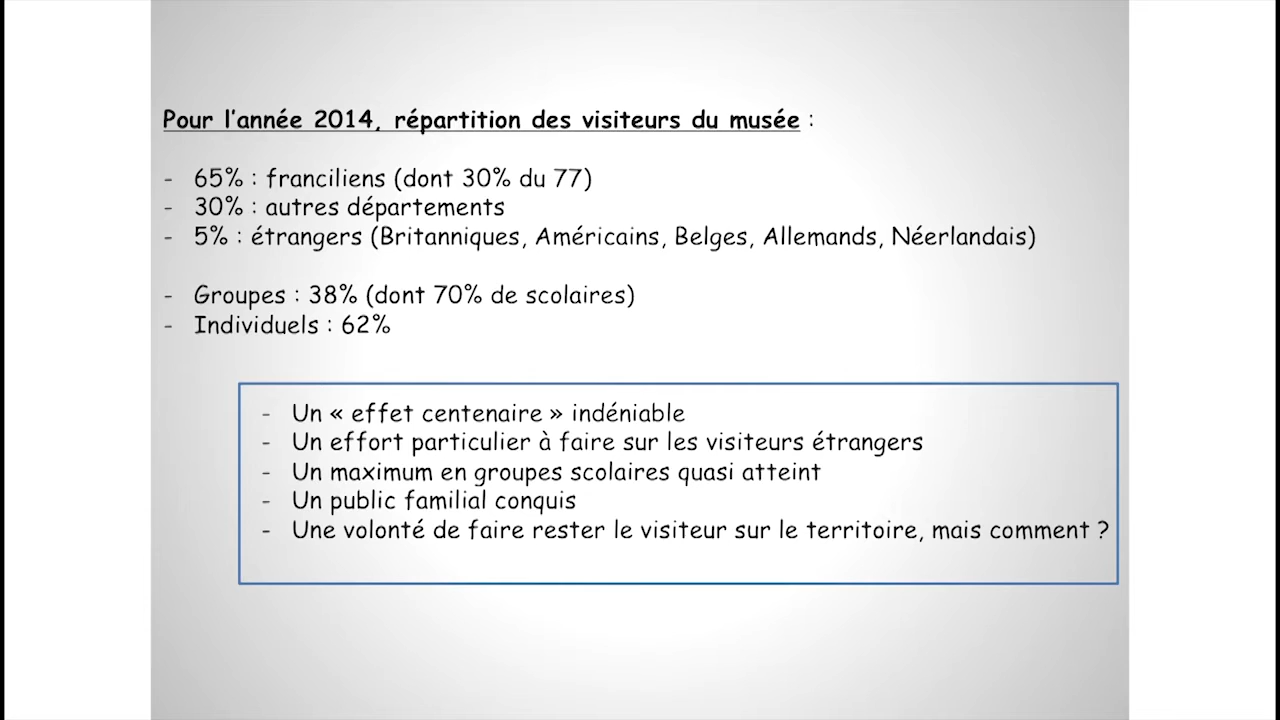 Pour l'année 2014, répartition des visiteurs du musée :
- 65% : franciliens (dont 30% du 77)
- 30% : autres départements
- 5% : étrangers (Britanniques, Américains, Belges, Allemands, Néerlandais)
- Groupes : 38% (dont 70% de scolaires)
- Individuels : 62%
- Un « effet centenaire » indéniable
- Un effort particulier à faire sur les visiteurs étrangers
- Un maximum en groupes scolaires quasi atteint
- Un public familial conquis
- Une volonté de faire rester le visiteur sur le territoire, mais comment ?